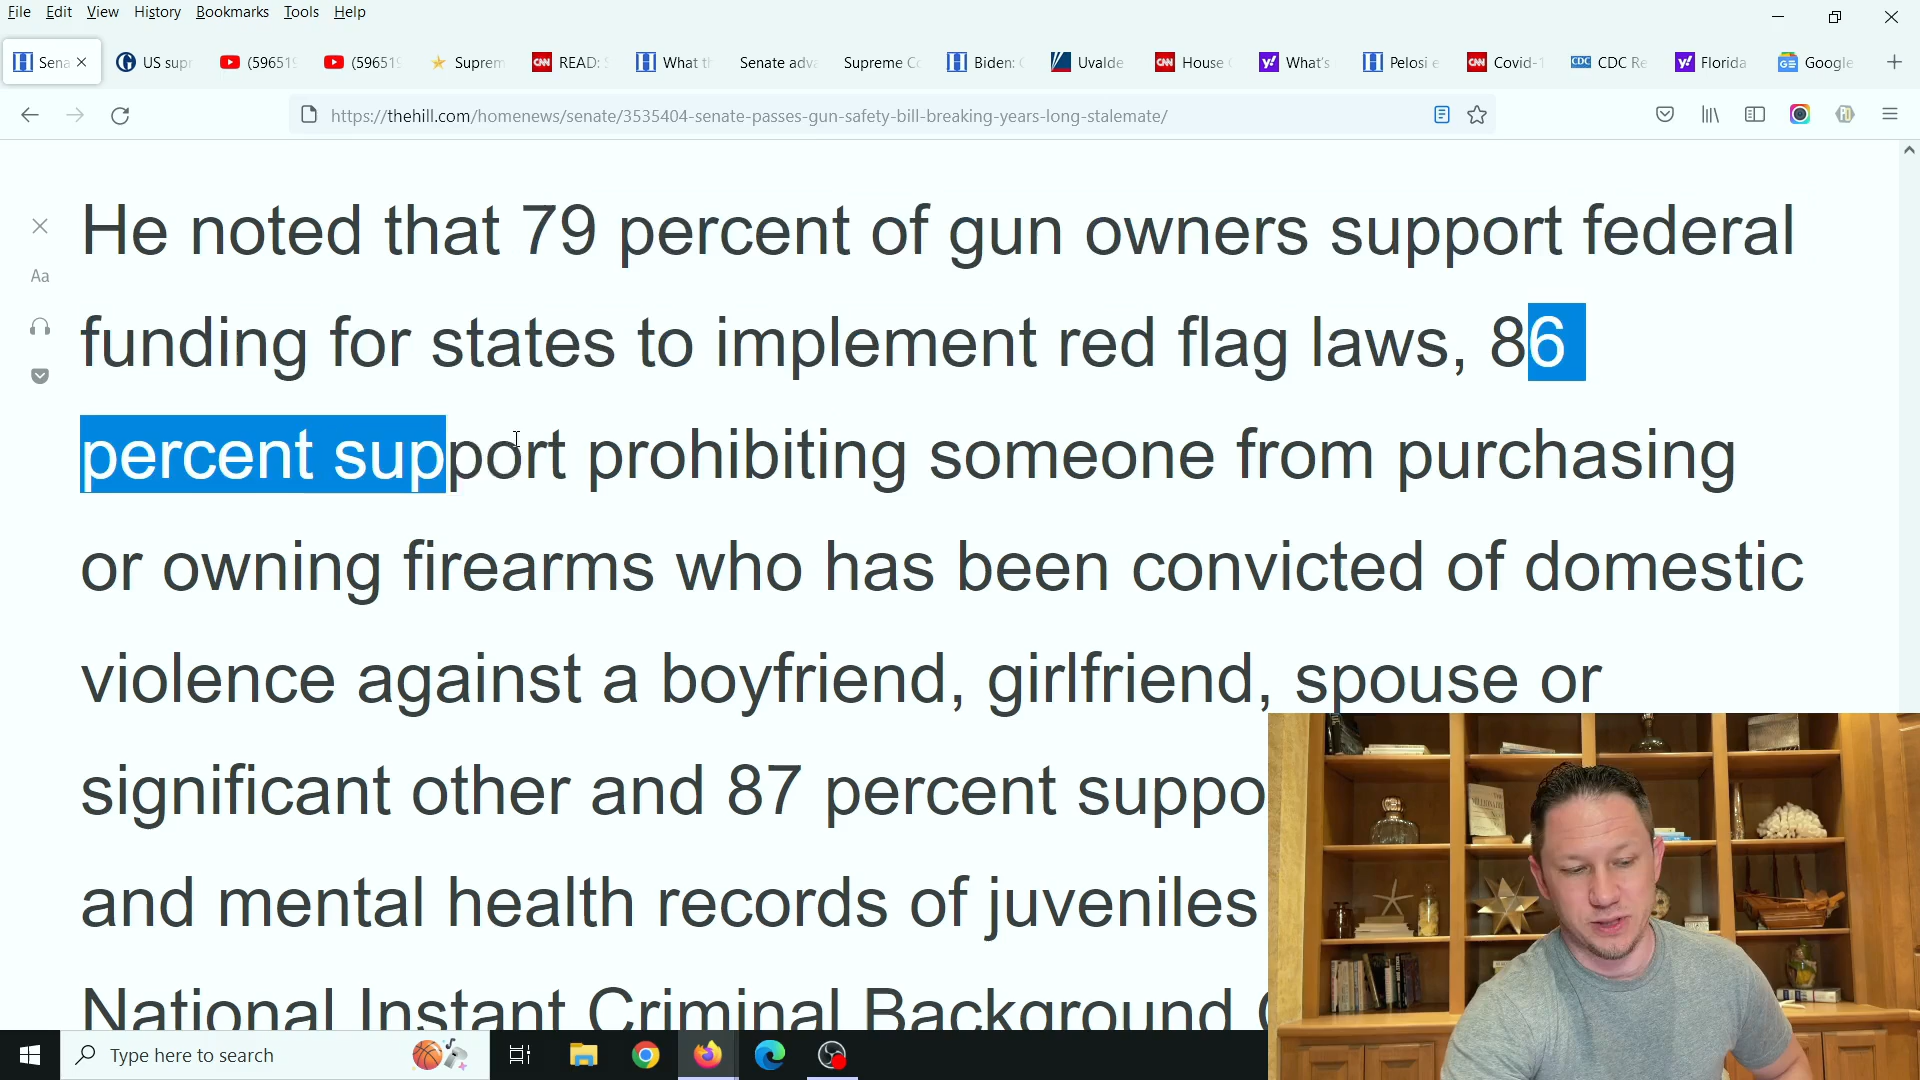 File Edit View History Bookmarks Tools Help
Sena US sup (59651 (59651 Suprem READ: What th Senate adv Supreme Co Biden: Uvalde House What's Pelosi e Covid-1 CDC Re Florida Google
https://thehill.com/homenews/senate/3535404-senate-passes-gun-safety-bill-breaking-years-long-stalemate/
He noted that 79 percent of gun owners support federal
Aa
funding for states to implement red flag laws, 86
percent support prohibiting someone from purchasing
or owning firearms who has been convicted of domestic
violence against a boyfriend, girlfriend, spouse or
significant other and 87 percent suppo
and mental health records of juveniles
National Instant Criminal Background
Type here to search